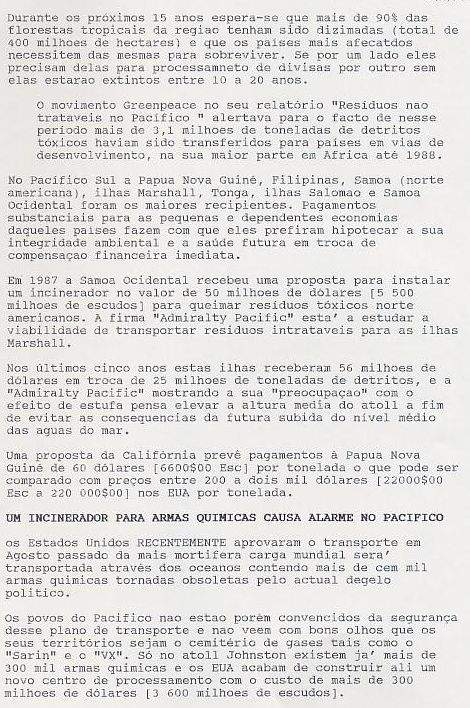 Durante os próximos 15 anos espera-se que mais de 90% das
florestas tropicais da regiao tenham sido dizimadas (total de
400 milhoes de hectares) e que os países mais afecatdos
necessitem das mesmas para sobreviver. Se por um lado eles
precisam delas para processamneto de divisas por outro sem
elas estarao extintos entre 10 a 20 anos.
O movimento Greenpeace no seu relatório "Residuos nao
trataveis no Pacífico " alertava para o facto de nesse
periodo mais de 3,1 milhoes de toneladas de detritos
tóxicos haviam sido transferidos para países em vias de
desenvolvimento, na sua maior parte em Africa até 1988.
No Pacífico Sul a Papua Nova Guiné, Filipinas, Samoa (norte
americana), ilhas Marshall, Tonga, ilhas Salomao e Samoa
Ocidental foram os maiores recipientes. Pagamentos
substanciais para as pequenas e dependentes economias
daqueles paises fazem com que eles prefiram hipotecar a sua
integridade ambiental e a saúde futura em troca de
compensaçao financeira imediata.
Em 1987 a Samoa Ocidental recebeu uma proposta para instalar
um incinerador no valor de 50 milhoes de dólares [5 500
milhoes de escudos] para queimar residuos tóxicos norte
americanos. A firma "Admiralty Pacific" esta' a estudar a
viabilidade de transportar residuos intrataveis para as ilhas
Marshall.
Nos últimos cinco anos estas ilhas receberam 56 milhoes de
dólares em troca de 25 milhoes de toneladas de detritos, e a
"Admiralty Pacific" mostrando a sua "preocupaçao" com o
efeito de estufa pensa elevar a altura media do atoll a fim
de evitar as consequencias da futura subida do nível médio
das aguas do mar.
Uma proposta da Califórnia prevê pagamentos à Papua Nova
Guiné de 60 dólares [6600$00 Esc] por tonelada o que pode ser
comparado com preços entre 200 a dois mil dólares [22000$00
Esc a 220 000$00] nos EUA por tonelada.
UM INCINERADOR PARA ARMAS QUIMICAS CAUSA ALARME NO PACIFICO
os Estados Unidos RECENTEMENTE aprovaram o transporte em
Agosto passado da mais mortifera carga mundial sera'
transportada através dos oceanos contendo mais de cem mil
armas quimicas tornadas obsoletas pelo actual degelo
politico.
Os povos do Pacifico nao estao porém convencidos da segurança
desse plano de transporte e nao veem com bons olhos que os
seus territórios sejam o cemitério de gases tais como o
"Sarin" e o "VX". Só no atoll Johnston existem ja' mais de
300 mil armas quimicas e os EUA acabam de construir ali um
novo centro de processamento com o custo de mais de 300
milhoes de dólares [3 600 milhoes de escudos].